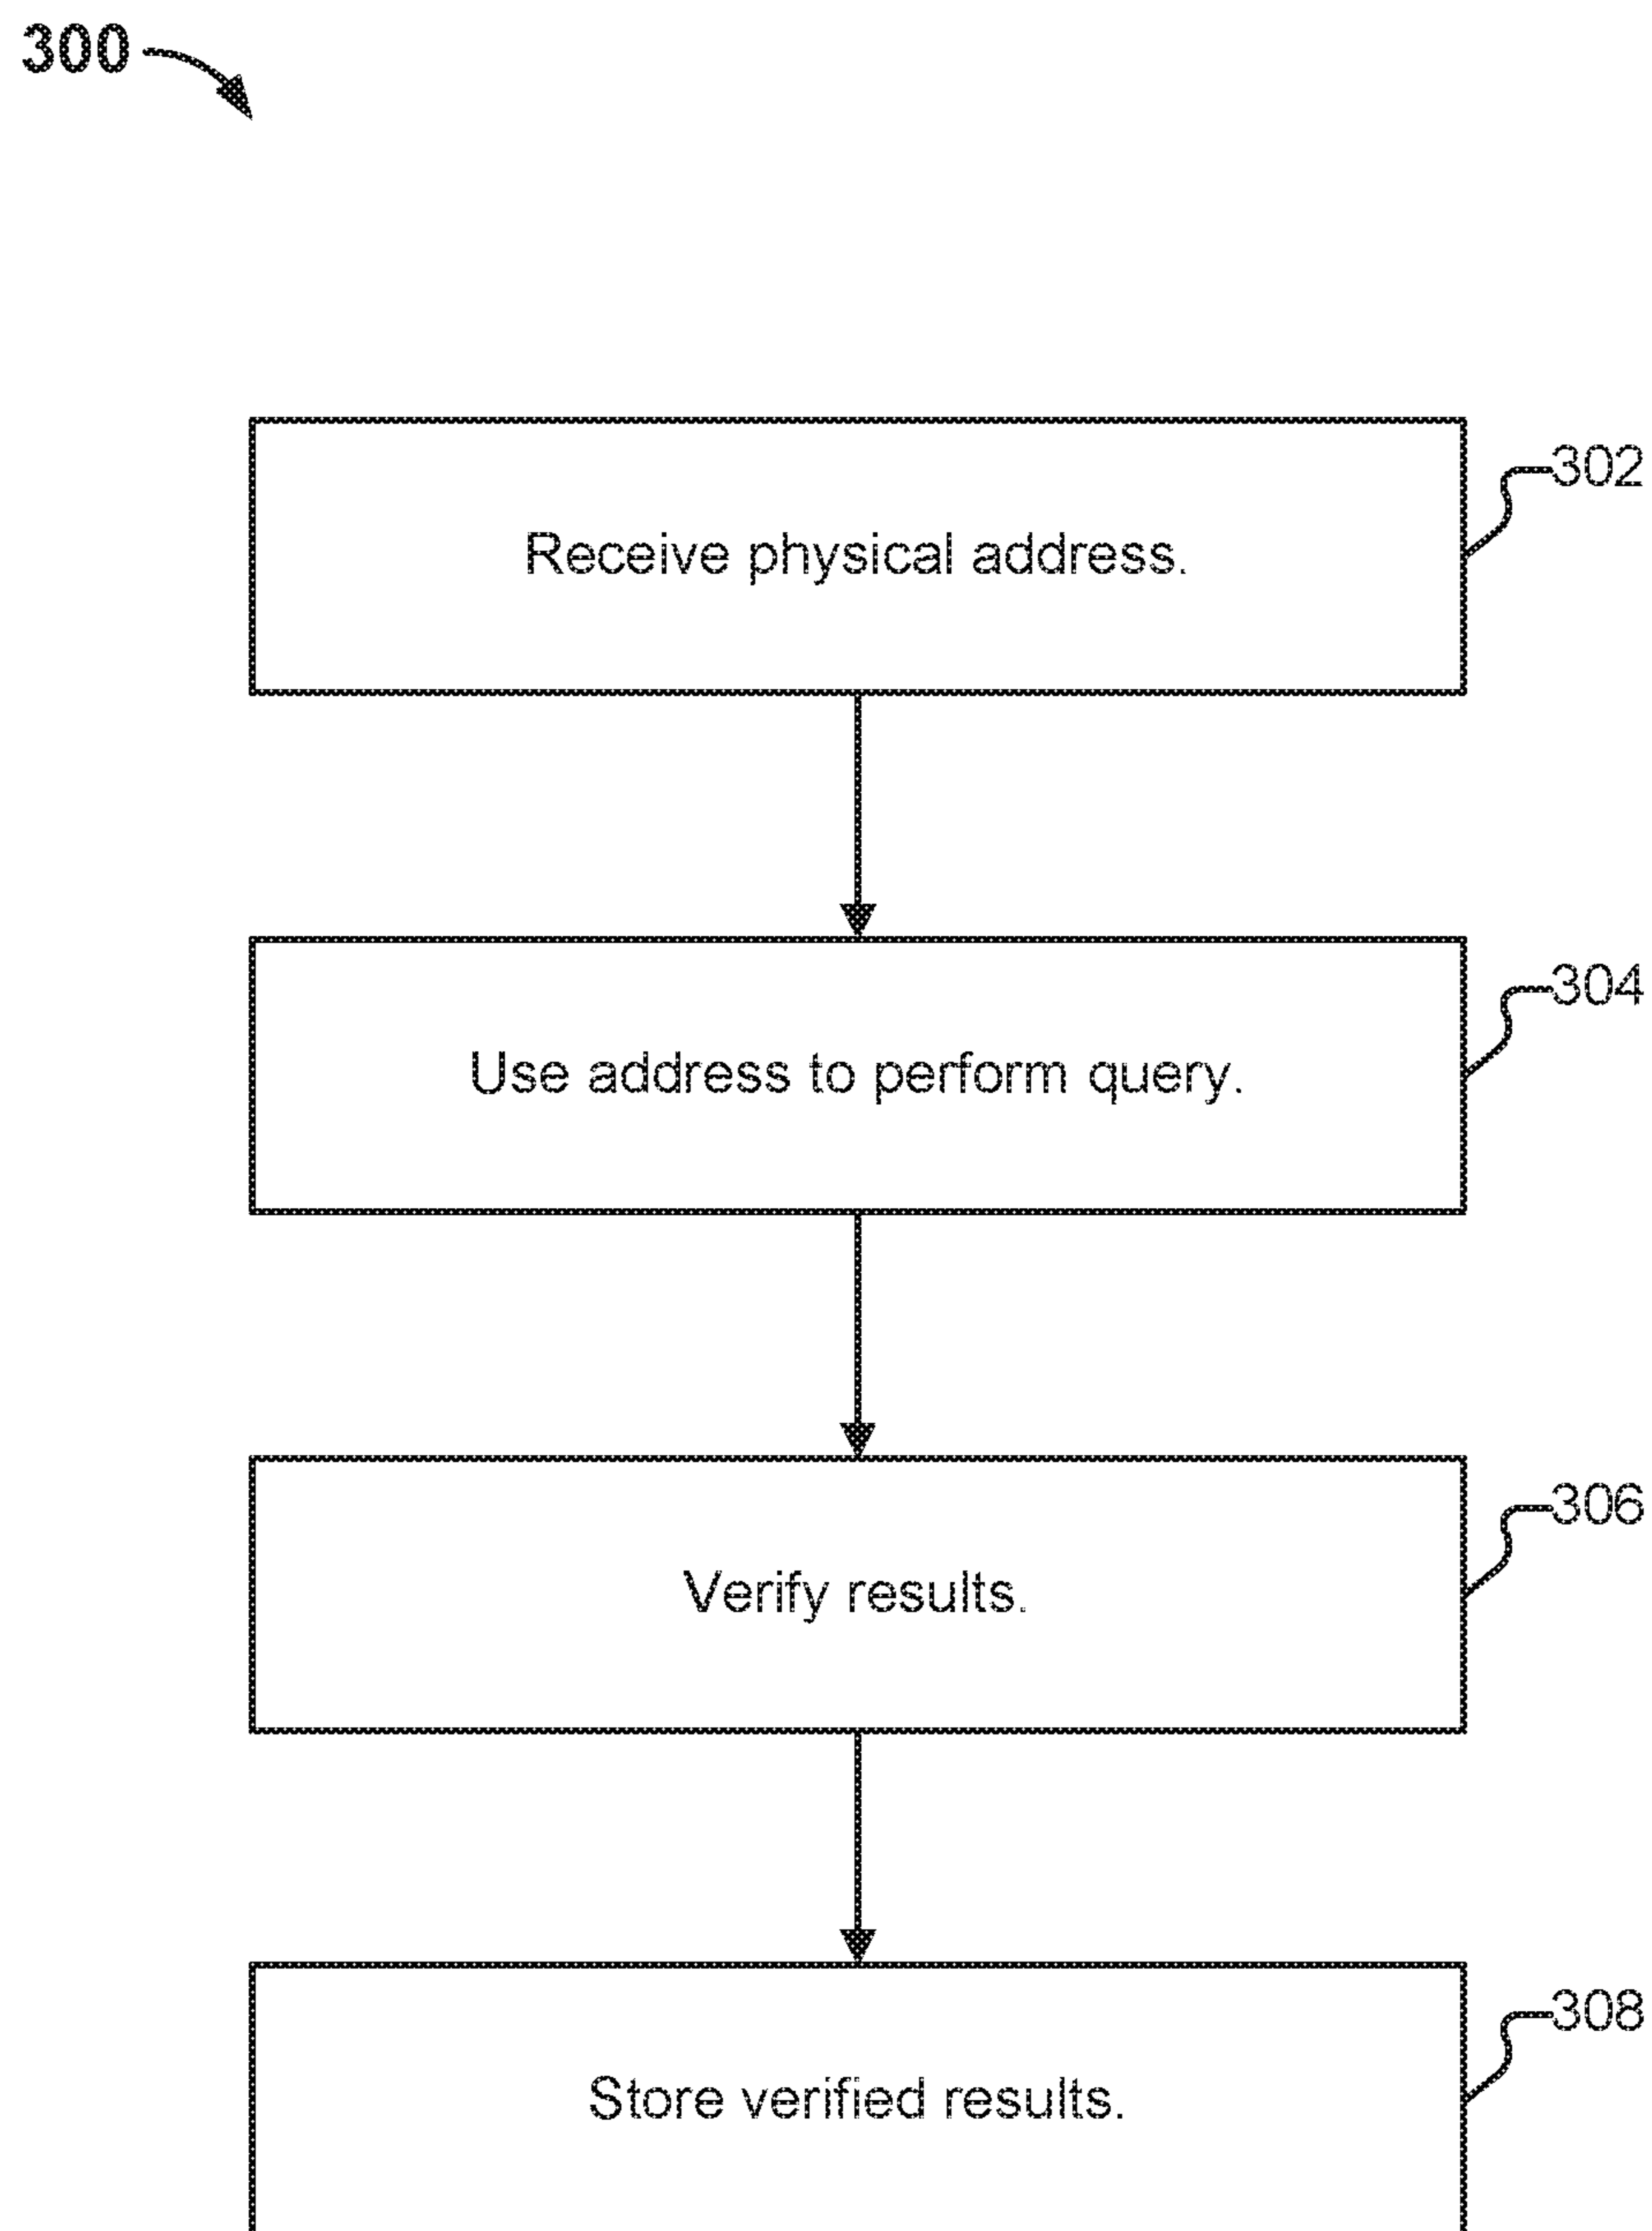 300
Receive physical address.
302
Use address to perform query.
304
Verify results.
306
Store verified results.
308